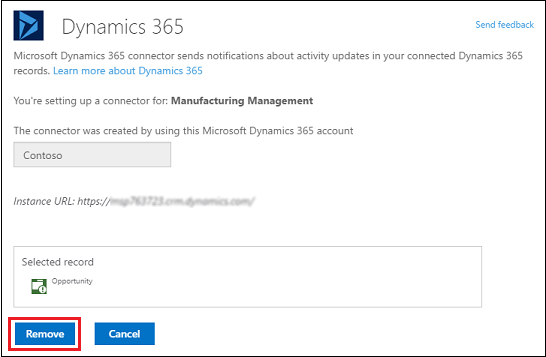 Dynamics 365
Send feedback
Microsoft Dynamics 365 connector sends notifications about activity updates in your connected Dynamics 365
records. Learn more about Dynamics 365
You're setting up a connector for: Manufacturing Management
The connector was created by using this Microsoft Dynamics 365 account
Contoso
Instance URL: https://msp763723.crm.dynamics.com/
Selected record
Opportunity
Remove
Cancel